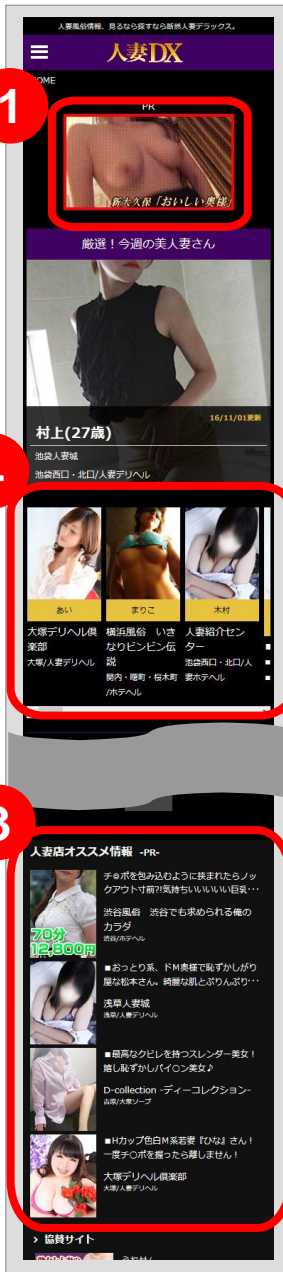 人妻風俗情報、見るなら探すなら断然人妻デラックス。
人妻DX
HOME
1
PR
新大久保「おいしい奥様」
厳選！今週の美人妻さん
16/11/01更新
村上(27歳)
池袋人妻城
池袋西口・北口/人妻デリヘル
あい
大塚デリヘル倶
楽部
大塚/人妻デリヘル
まりこ
横浜風俗　いき
なりビンビン伝
説
関内・曙町・桜木町
/ホテヘル
木村
人妻紹介セン
ター
池袋西口・北口/人
妻ホテヘル
3
人妻店オススメ情報 -PR-
70分
12,800円
チ⊙ポを包み込むように挟まれたらノッ
クアウト寸前?!気持ちいいいいい巨乳…
渋谷風俗　渋谷でも求められる俺の
カラダ
渋谷/ホテヘル
■おっとり系、ドM奥様で恥ずかしがり
屋な松本さん。綺麗な肌とぷりんぷり…
浅草人妻城
浅草/人妻デリヘル
■最高なクビレを持つスレンダー美女！
嬉し恥ずかしパイ○ン美女♪
D-collection -ディーコレクション-
吉原/大衆ソープ
■Hカップ色白M系若妻『ひな』さん！
一度チ○ポを握ったら離しません！
大塚デリヘル倶楽部
大塚/人妻デリヘル
› 協賛サイト